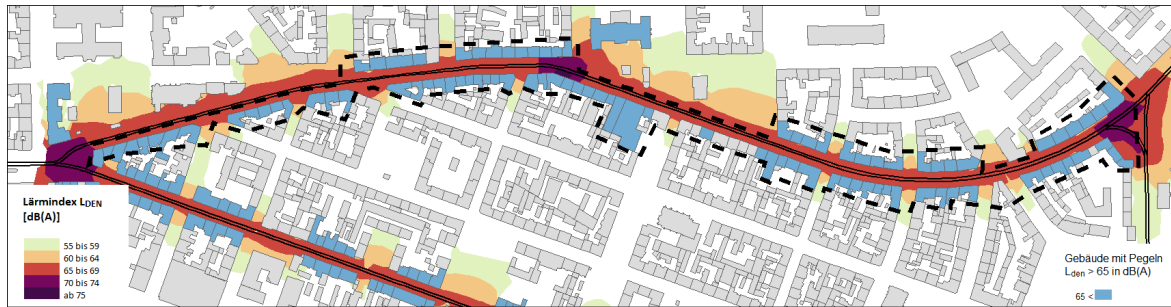 Lärmindex LDEN
[dB(A)]
55 bis 59
60 bis 64
65 bis 69
70 bis 74
ab 75
Gebäude mit Pegeln
Lden > 65 in dB(A)
65 <